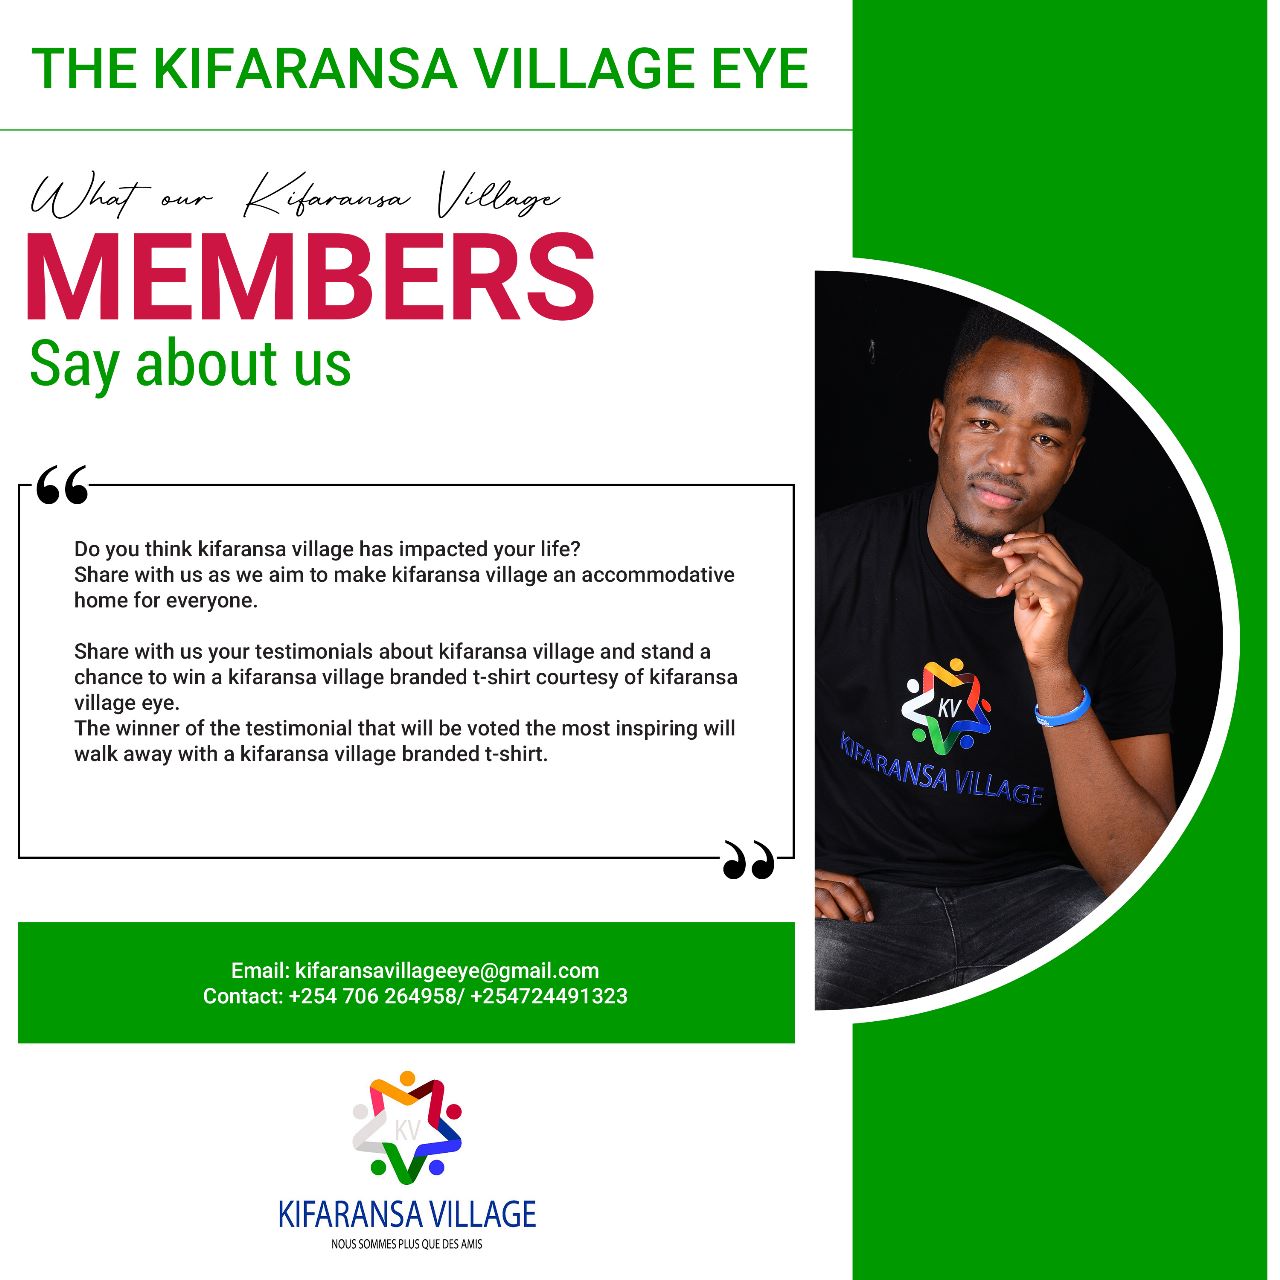 THE KIFARANSA VILLAGE EYE
What our Kifaransa Village
MEMBERS
Say about us
Do you think kifaransa village has impacted your life?
Share with us as we aim to make kifaransa village an accommodative
home for everyone.
Share with us your testimonials about kifaransa village and stand a
chance to win a kifaransa village branded t-shirt courtesy of kifaransa
village eye.
The winner of the testimonial that will be voted the most inspiring will
walk away with a kifaransa village branded t-shirt.
KV
KIFARANSA VILLAGE
Email: kifaransavillageeye@gmail.com
Contact: +254 706 264958/ +254724491323
KV
KIFARANSA VILLAGE
NOUS SOMMES PLUS QUE DES AMIS